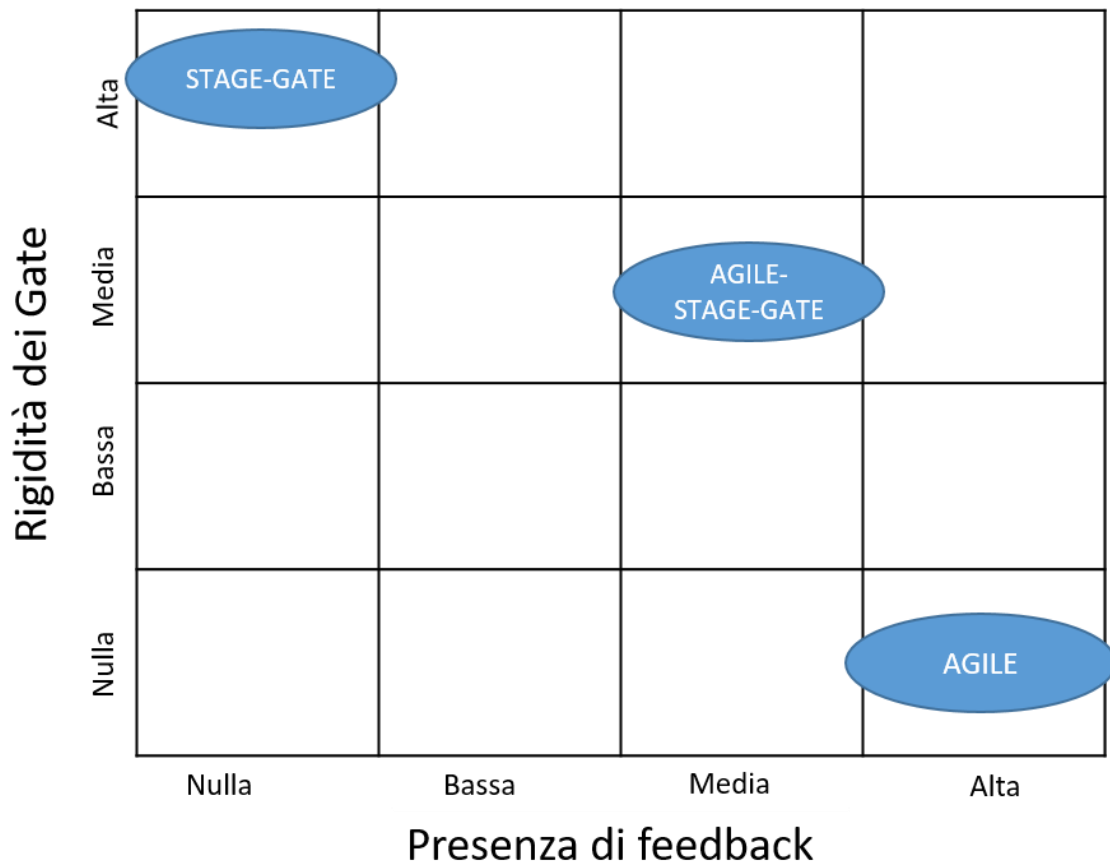 STAGE-GATE
Alta
AGILE-
STAGE-GATE
Media
Rigidità dei Gate
Bassa
AGILE
Nulla
Nulla
Bassa
Media
Alta
Presenza di feedback